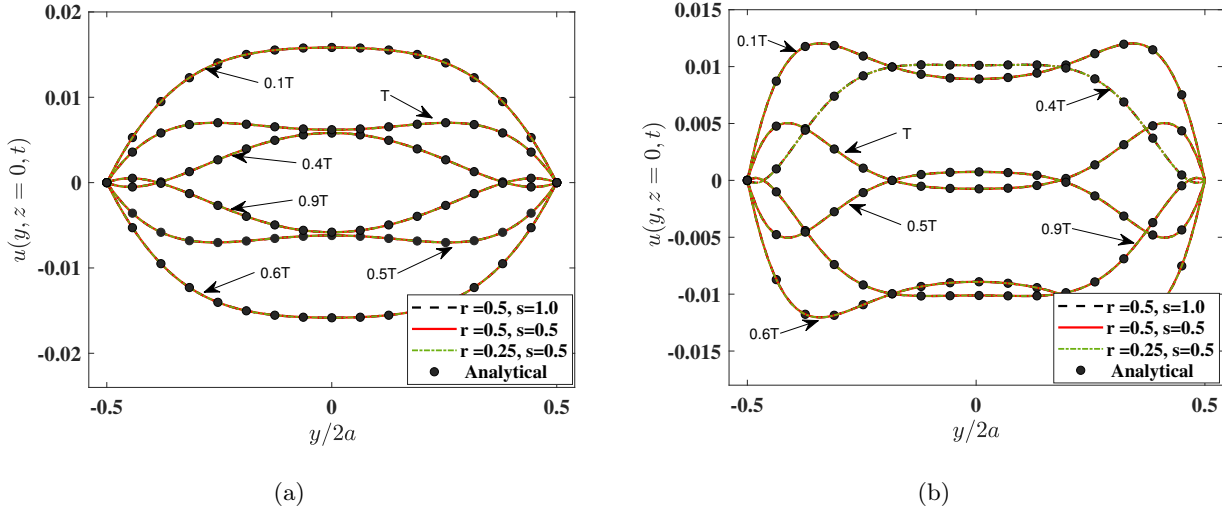 0.02
0.01
0
-0.01
-0.02
u(y, z = 0, t)
0.1T
T
0.4T
0.9T
0.6T
0.5T
r =0.5, s=1.0
r =0.5, s=0.5
r =0.25, s=0.5
Analytical
-0.5
0
0.5
y/2a
(a)
0.015
0.01
0.005
0
-0.005
-0.01
-0.015
u(y, z = 0, t)
0.1T
0.4T
T
0.5T
0.9T
0.6T
r =0.5, s=1.0
r =0.5, s=0.5
r =0.25, s=0.5
Analytical
-0.5
0
0.5
y/2a
(b)